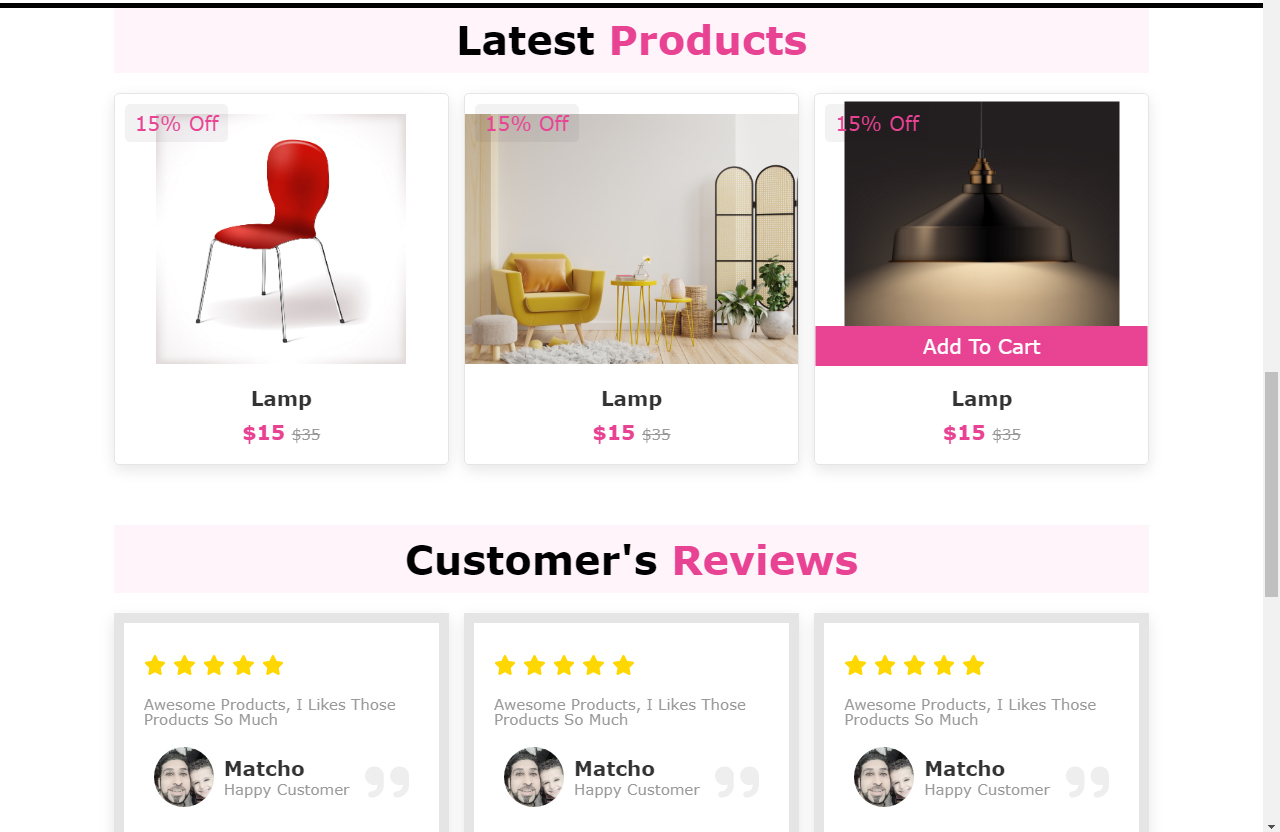 Latest Products
15% Off
15% Off
15% Off
Add To Cart
Lamp
$15 $35
Lamp
$15 $35
Lamp
$15 $35
Customer's Reviews
Awesome Products, I Likes Those
Products So Much
Matcho
Happy Customer
Awesome Products, I Likes Those
Products So Much
Matcho
Happy Customer
Awesome Products, I Likes Those
Products So Much
Matcho
Happy Customer